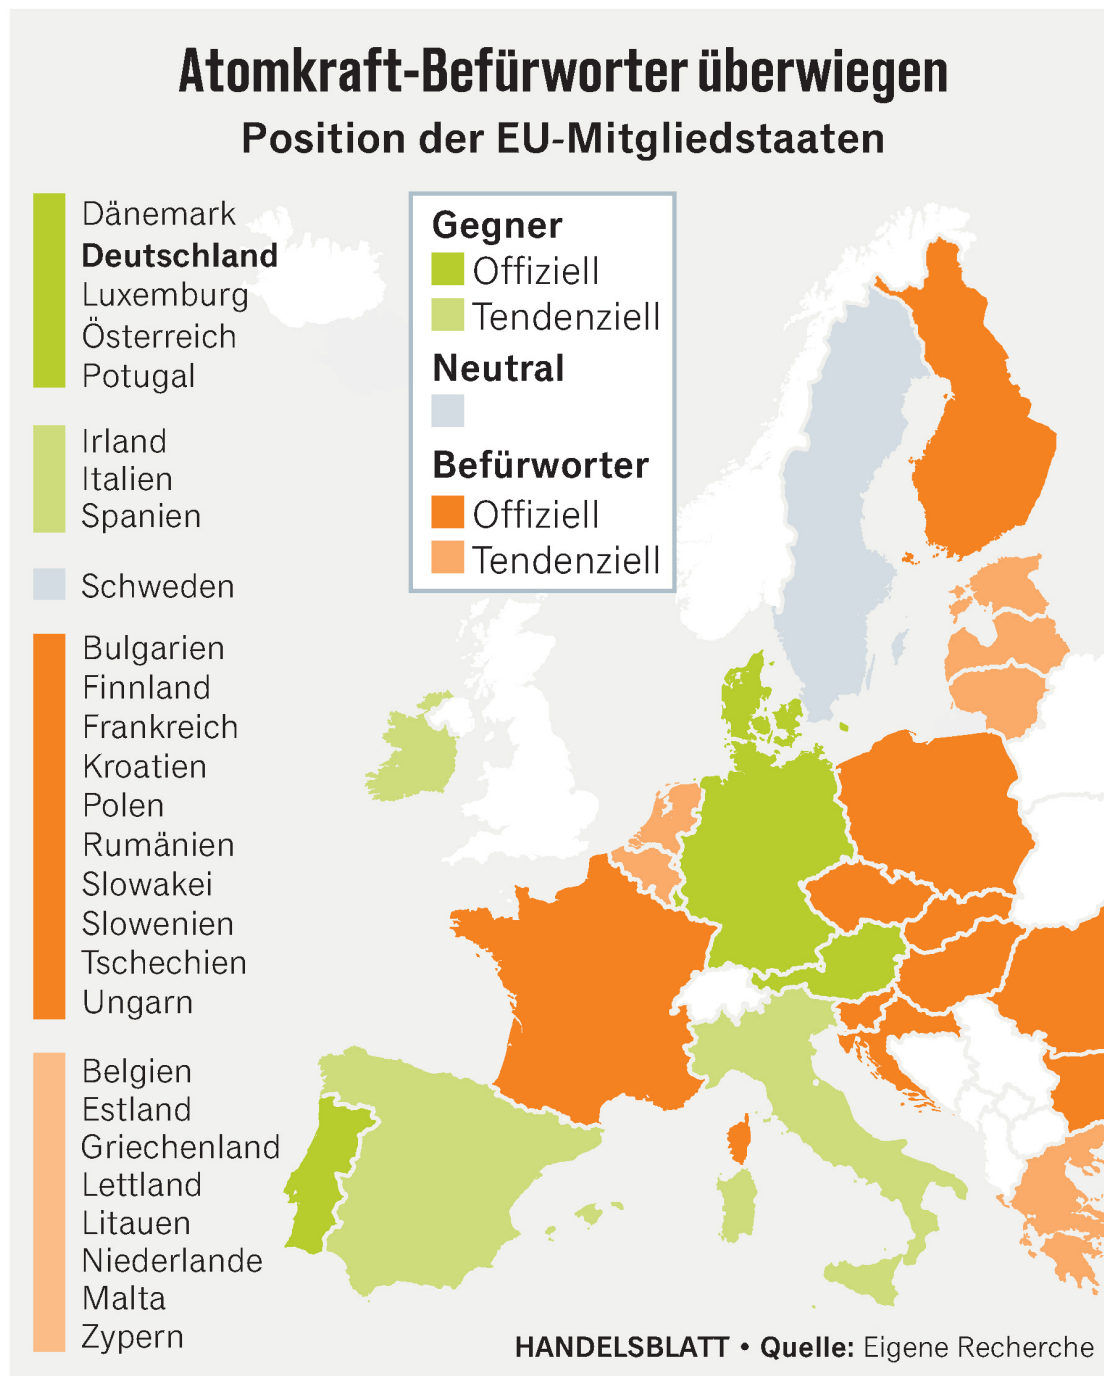 Atomkraft-Befürworter überwiegen
Position der EU-Mitgliedstaaten
Dänemark
Deutschland
Luxemburg
Österreich
Potugal
Irland
Italien
Spanien
Schweden
Bulgarien
Finnland
Frankreich
Kroatien
Polen
Rumänien
Slowakei
Slowenien
Tschechien
Ungarn
Belgien
Estland
Griechenland
Lettland
Litauen
Niederlande
Malta
Zypern
Gegner
Offiziell
Tendenziell
Neutral
Befürworter
Offiziell
Tendenziell
HANDELSBLATT • Quelle: Eigene Recherche